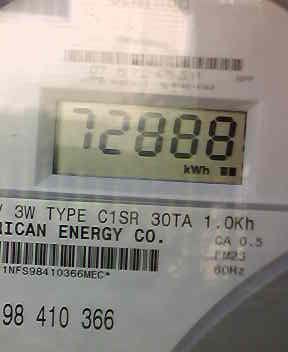 72888
kWh
3W TYPE C1SR 30TA 1.0Kh
RICAN ENERGY CO.
CA 0.5
FM23
60Hz
1NFS98410366MEC*
98 410 366